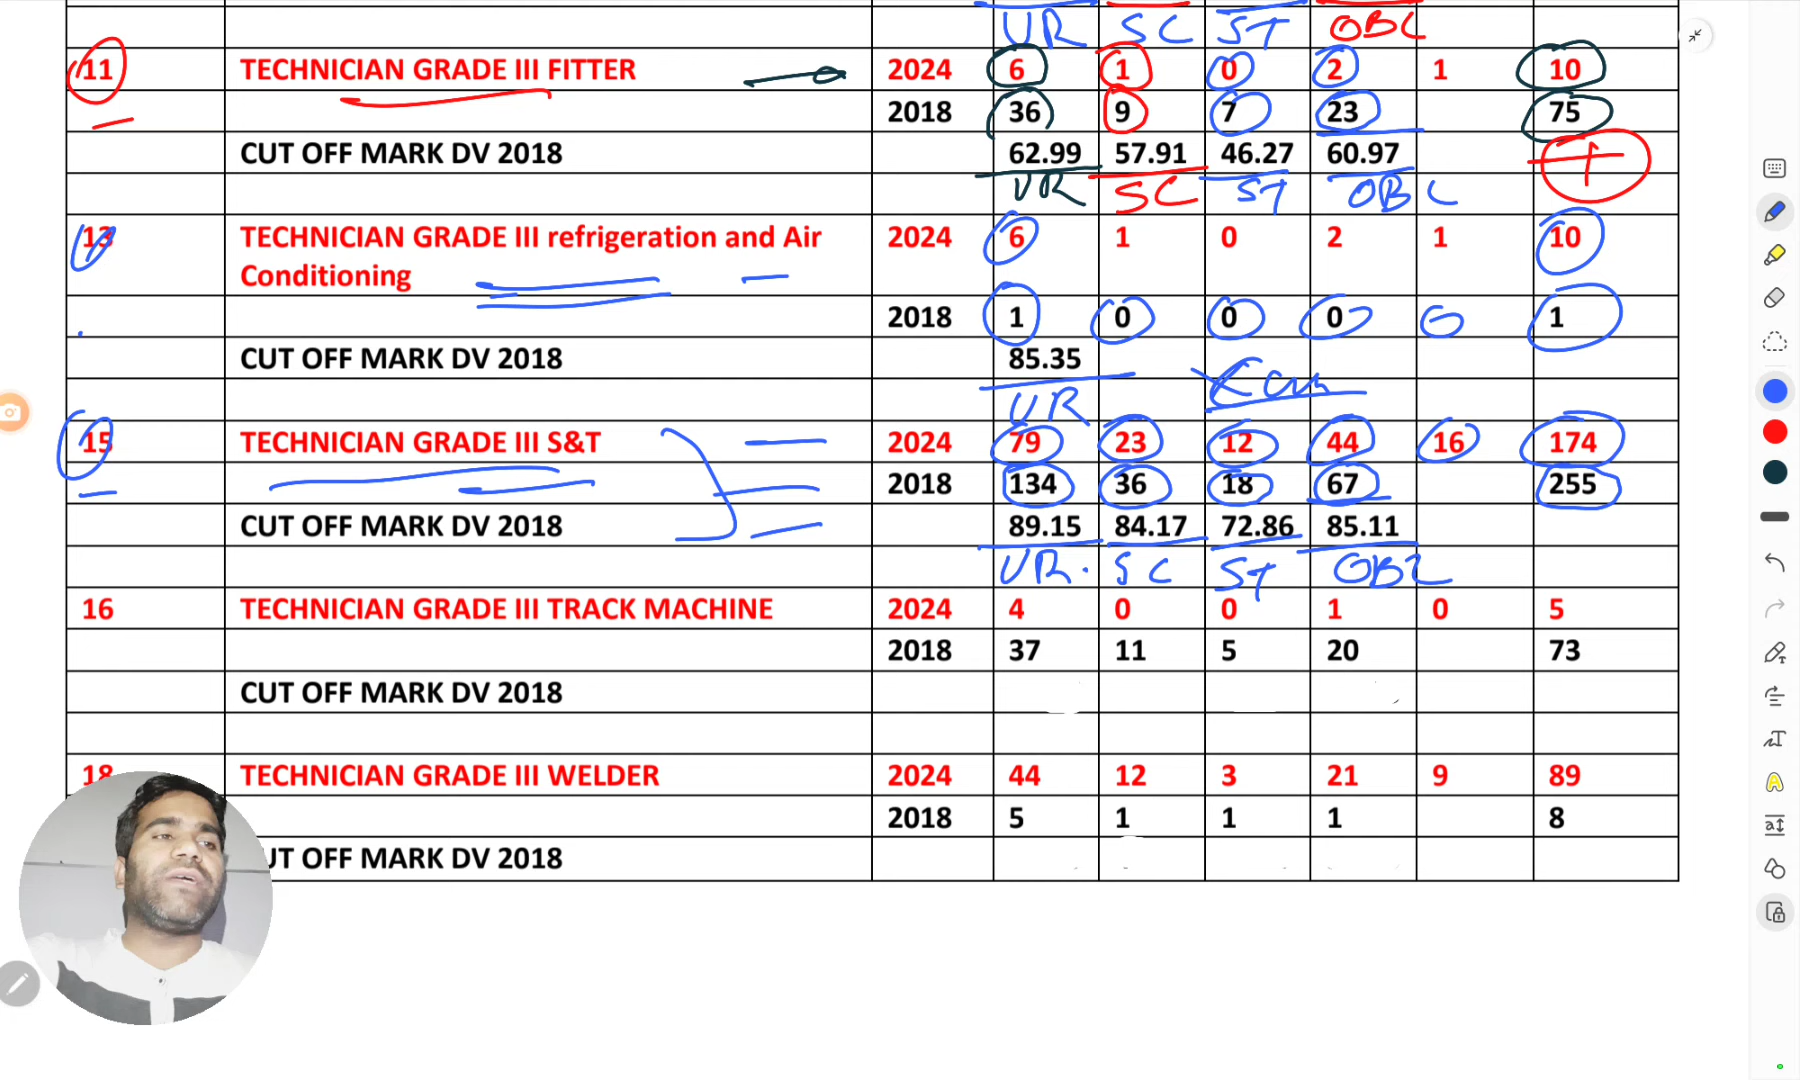 UR SC ST OBC
11 TECHNICIAN GRADE III FITTER 2024 6 1 0 2 1 10
2018 36 9 7 23 75
CUT OFF MARK DV 2018 62.99 57.91 46.27 60.97
UR SC ST OBC
13 TECHNICIAN GRADE III refrigeration and Air 2024 6 1 0 2 1 10
Conditioning
2018 1 0 0 0 0 1
CUT OFF MARK DV 2018 85.35
UR
15 TECHNICIAN GRADE III S&T 2024 79 23 12 44 16 174
2018 134 36 18 67 255
CUT OFF MARK DV 2018 89.15 84.17 72.86 85.11
UR. SC ST OBC
16 TECHNICIAN GRADE III TRACK MACHINE 2024 4 0 0 1 0 5
2018 37 11 5 20 73
CUT OFF MARK DV 2018
18 TECHNICIAN GRADE III WELDER 2024 44 12 3 21 9 89
2018 5 1 1 1 8
UT OFF MARK DV 2018